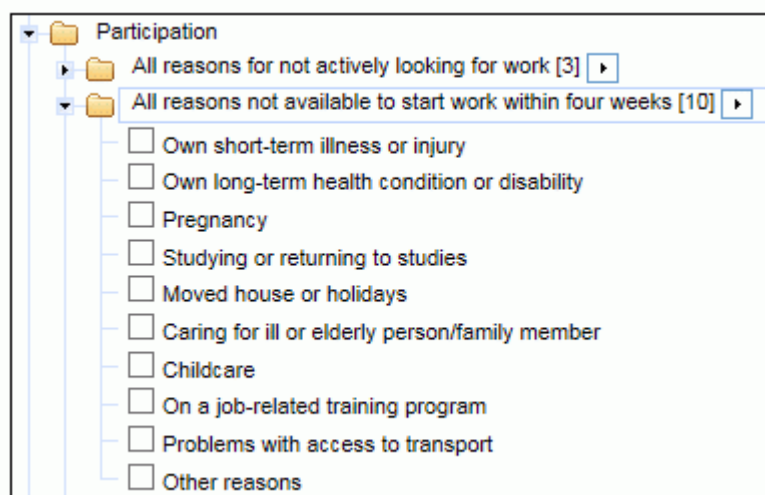 Participation
All reasons for not actively looking for work [3]
All reasons not available to start work within four weeks [10]
Own short-term illness or injury
Own long-term health condition or disability
Pregnancy
Studying or returning to studies
Moved house or holidays
Caring for ill or elderly person/family member
Childcare
On a job-related training program
Problems with access to transport
Other reasons